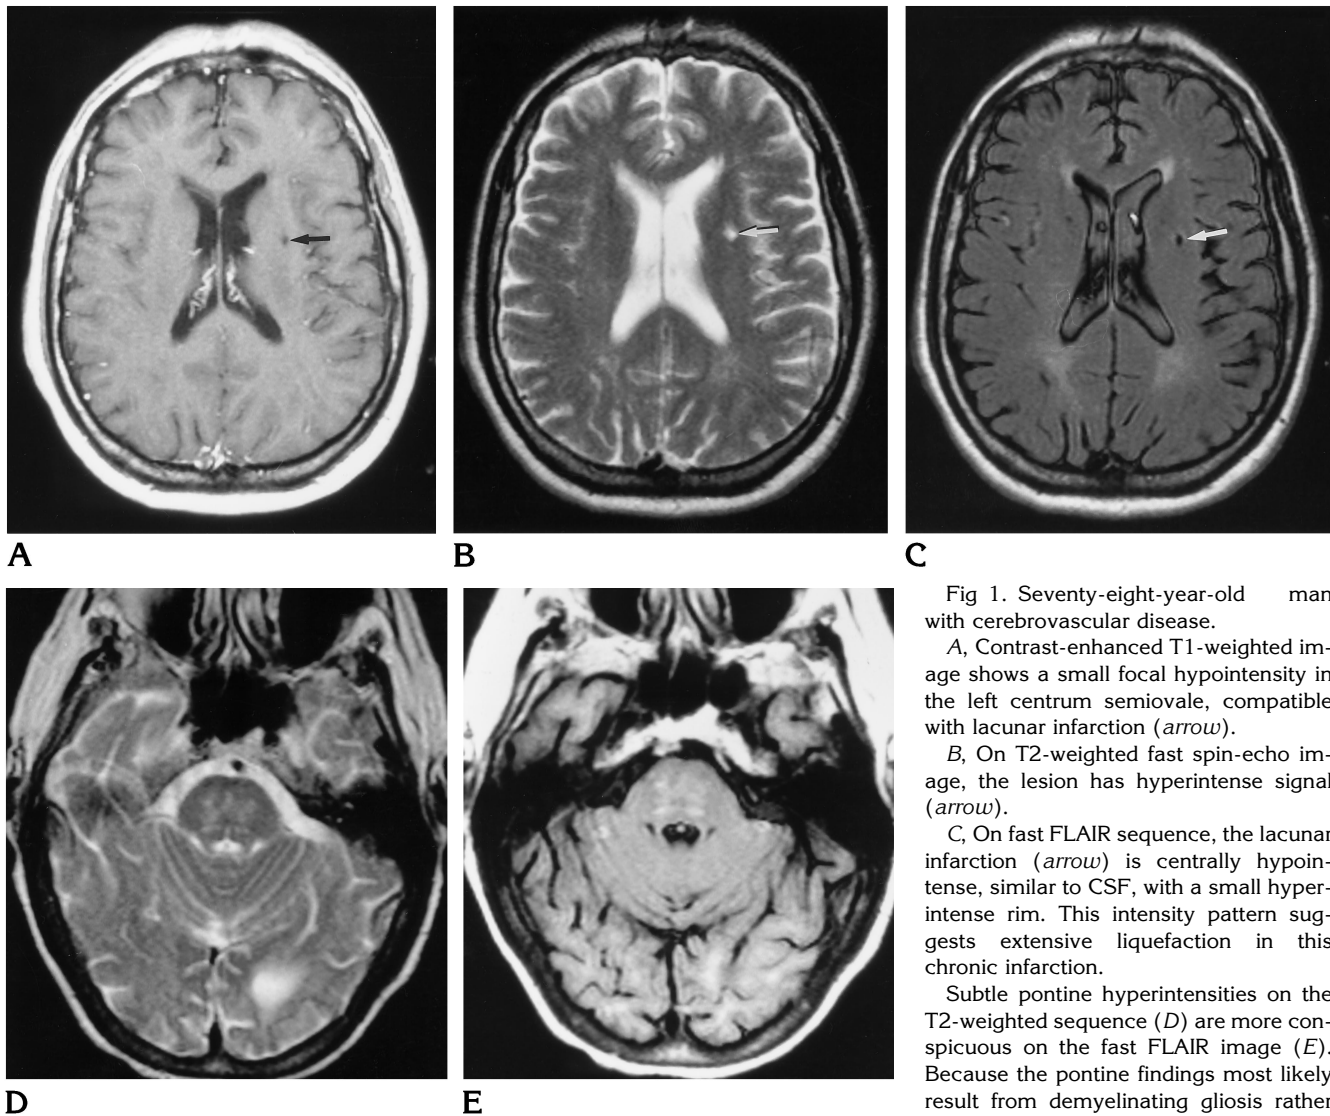 A
B
C
D
E
Fig 1. Seventy-eight-year-old man
with cerebrovascular disease.
A, Contrast-enhanced T1-weighted im-
age shows a small focal hypointensity in
the left centrum semiovale, compatible
with lacunar infarction (arrow).
B, On T2-weighted fast spin-echo im-
age, the lesion has hyperintense signal
(arrow).
C, On fast FLAIR sequence, the lacunar
infarction (arrow) is centrally hypoin-
tense, similar to CSF, with a small hyper-
intense rim. This intensity pattern sug-
gests extensive liquefaction in this
chronic infarction.
Subtle pontine hyperintensities on the
T2-weighted sequence (D) are more con-
spicuous on the fast FLAIR image (E).
Because the pontine findings most likely
result from demyelinating gliosis rather